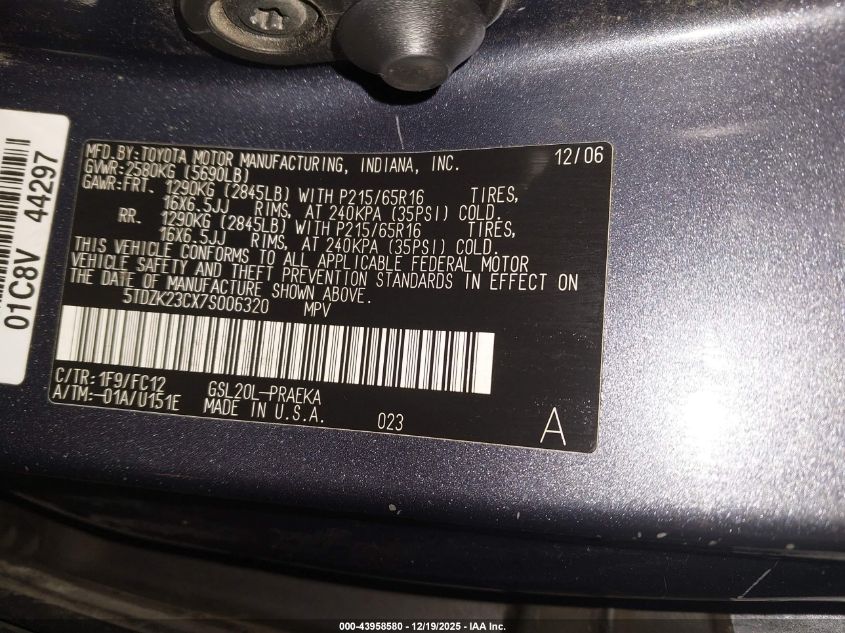 MFD.BY:TOYOTA MOTOR MANUFACTURING, INDIANA, INC. 12/06
GVWR:2580KG (5690LB)
GAWR:FRT. 1290KG (2845LB) WITH P215/65R16 TIRES,
16X6.5JJ RIMS, AT 240KPA (35PSI) COLD.
RR. 1290KG (2845LB) WITH P215/65R16 TIRES,
16X6.5JJ RIMS, AT 240KPA (35PSI) COLD.
THIS VEHICLE CONFORMS TO ALL APPLICABLE FEDERAL MOTOR
VEHICLE SAFETY AND THEFT PREVENTION STANDARDS IN EFFECT ON
THE DATE OF MANUFACTURE SHOWN ABOVE.
5TDZK23CX7S006320 MPV
C/TR: 1F9/FC12 GSL20L-PRAEKA
A/TM:-01A/U151E MADE IN U.S.A. 023 A
01C8V 44297
000-43958580 - 12/19/2025 - IAA Inc.